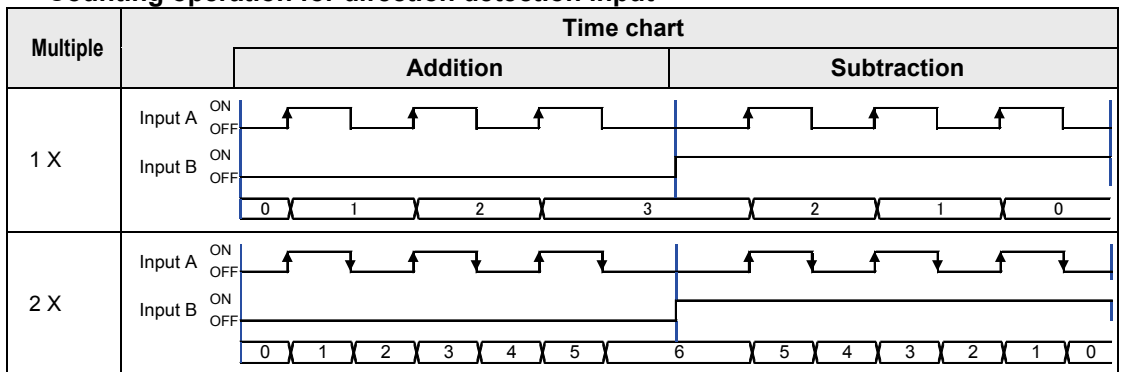 Counting operation for direction detection input
Multiple
Time chart
Addition Subtraction
1 X
Input A ON
OFF
Input B ON
OFF
0 1 2 3 2 1 0
2 X
Input A ON
OFF
Input B ON
OFF
0 1 2 3 4 5 6 5 4 3 2 1 0